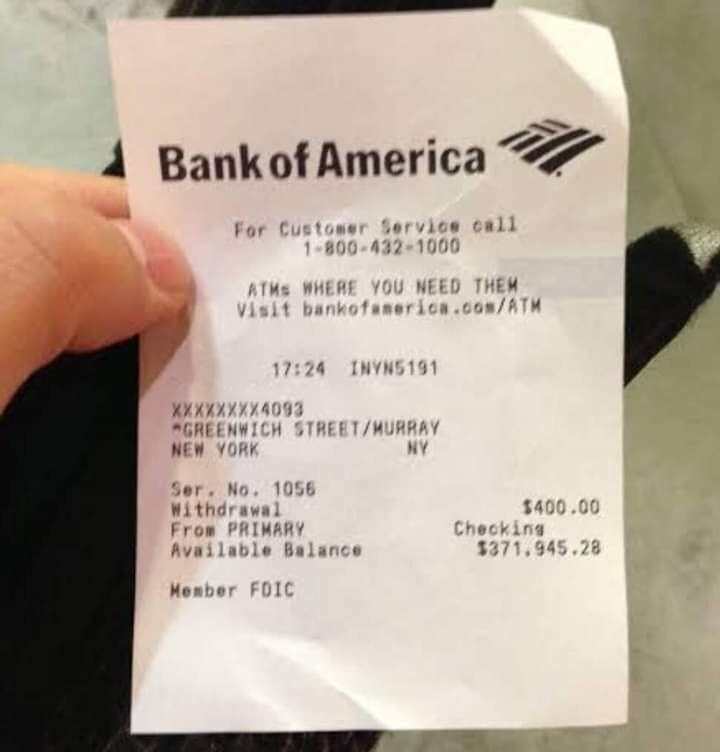 Bank of America
For Customer Service call
1-800-432-1000
ATMs WHERE YOU NEED THEM
Visit bankofamerica.com/ATM
17:24 INYN5191
XXXXXXXX4093
*GREENWICH STREET/MURRAY
NEW YORK NY
Ser. No. 1056
Withdrawal $400.00
From PRIMARY Checking
Available Balance $371,945.28
Member FDIC